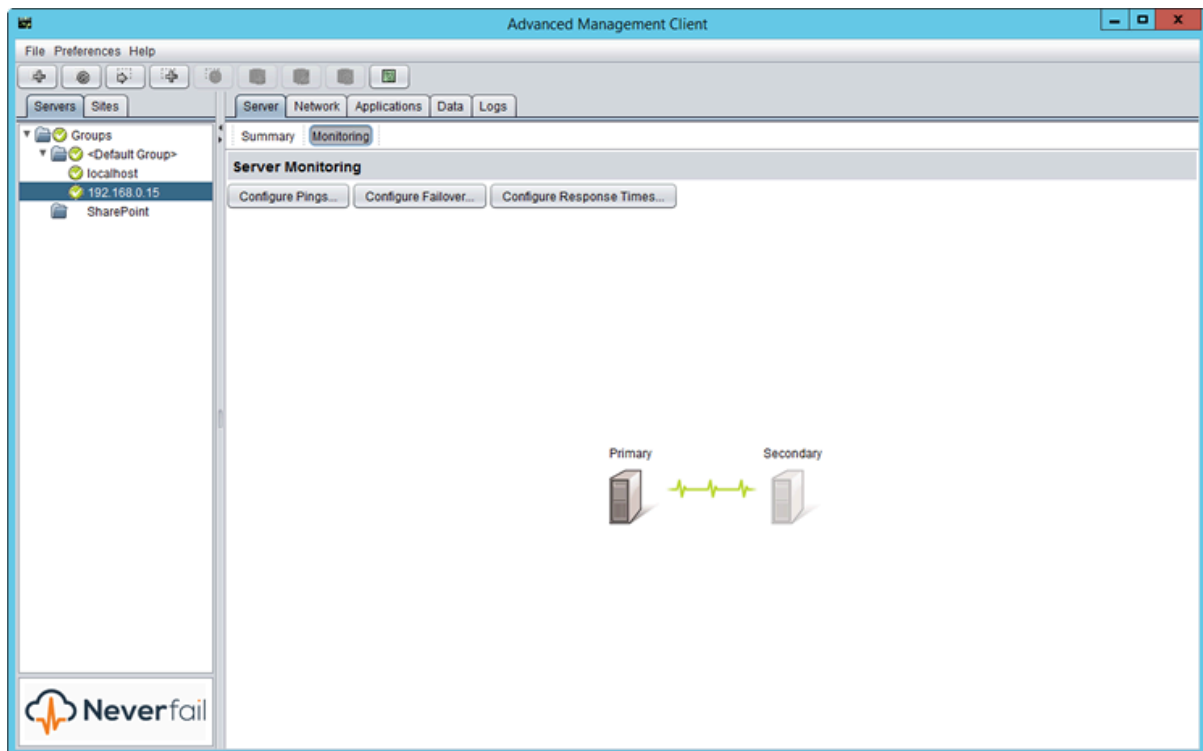 Advanced Management Client
File Preferences Help
Servers Sites
Server Network Applications Data Logs
Groups
<Default Group>
localhost
192.168.0.15
SharePoint
Summary Monitoring
Server Monitoring
Configure Pings... Configure Failover... Configure Response Times...
Primary Secondary
Neverfail